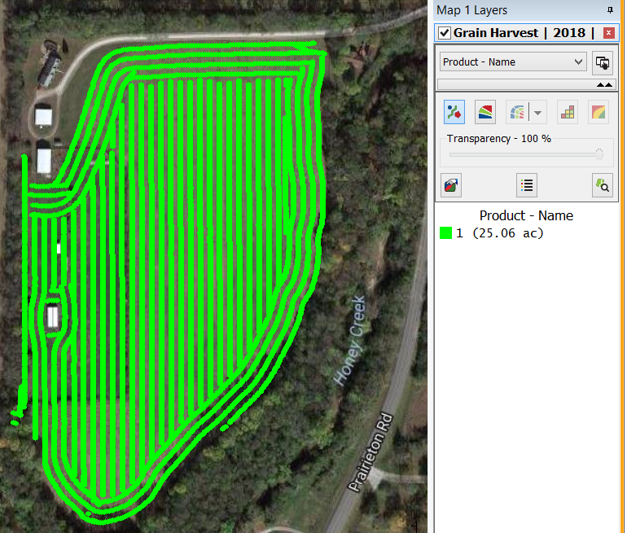 Map 1 Layers
Grain Harvest | 2018 |
Product - Name
Transparency - 100 %
Product - Name
1 (25.06 ac)
Honey Creek
Prairieton Rd